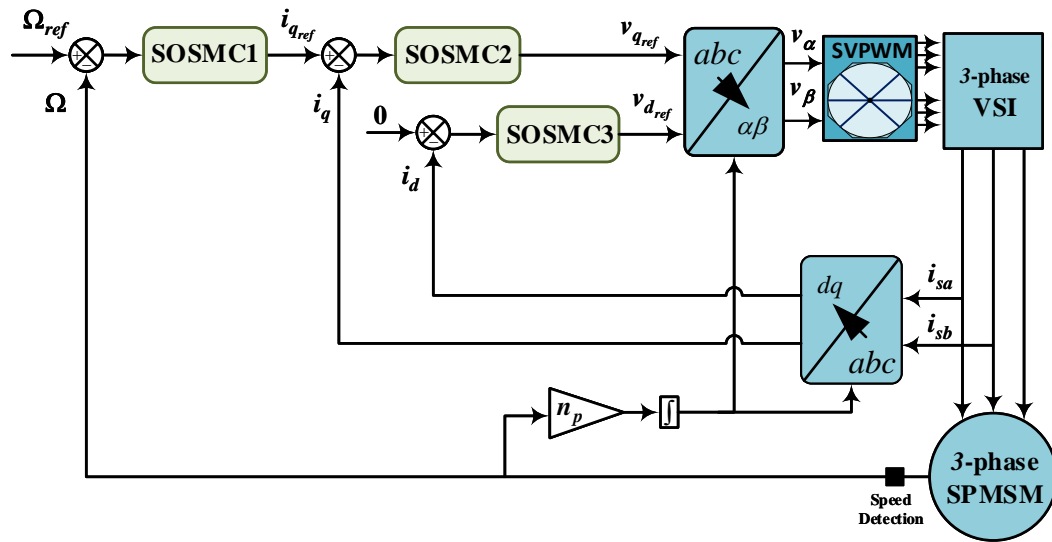 Ω_ref
SOSMC1
i_q_ref
SOSMC2
v_q_ref
abc
αβ
v_α
v_β
SVPWM
3-phase
VSI
Ω
i_q
0
SOSMC3
v_d_ref
i_d
dq
abc
i_sa
i_sb
n_p
∫
3-phase
SPMSM
Speed
Detection